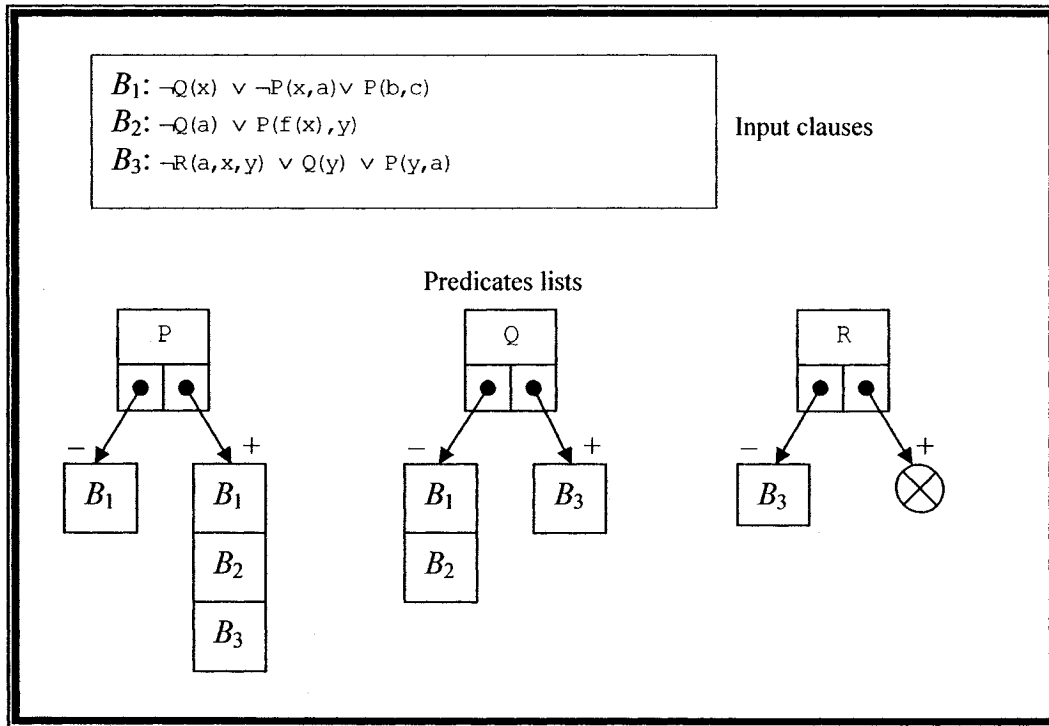 B₁: ¬Q(x) ∨ ¬P(x,a)∨ P(b,c)
B₂: ¬Q(a) ∨ P(f(x),y)
B₃: ¬R(a,x,y) ∨ Q(y) ∨ P(y,a)
Input clauses
Predicates lists
P Q R
− + − + − +
B₁ B₁ B₁ B₃ B₃
B₂ B₂
B₃